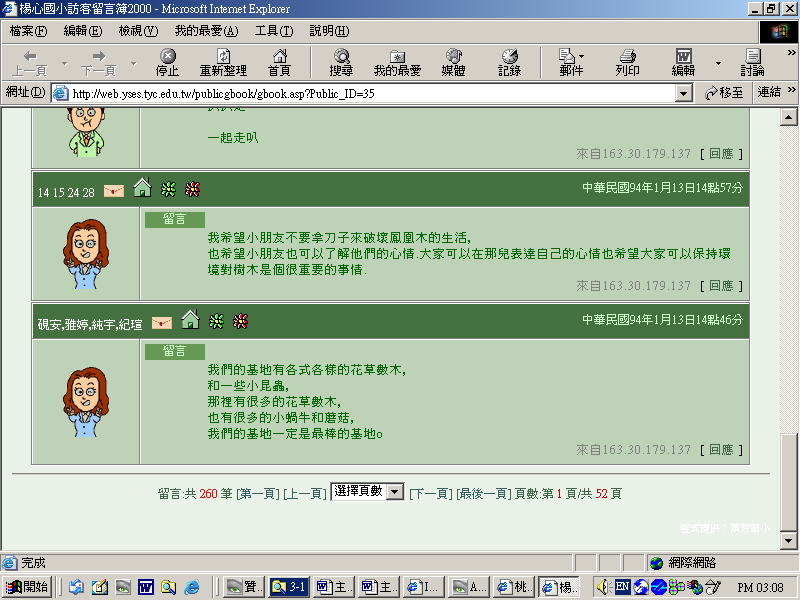 楊心國小訪客留言簿2000 - Microsoft Internet Explorer
檔案(F) 編輯(E) 檢視(V) 我的最愛(A) 工具(T) 說明(H)
上一頁 下一頁 停止 重新整理 首頁 搜尋 我的最愛 媒體 記錄 郵件 列印 編輯 討論
網址(D) http://web.yses.tyc.edu.tw/publicgbook/gbook.asp?Public_ID=35 移至 連結
一起走叭
來自163.30.179.137 [ 回應 ]
14 15 24 28 中華民國94年1月13日14點57分
留言
我希望小朋友不要拿刀子來破壞鳳凰木的生活,
也希望小朋友也可以了解他們的心情.大家可以在那兒表達自己的心情也希望大家可以保持環
境對樹木是個很重要的事情.
來自163.30.179.137 [ 回應 ]
硯安,雅婷,純宇,紀瑄 中華民國94年1月13日14點46分
留言
我們的基地有各式各樣的花草數木,
和一些小昆蟲,
那裡有很多的花草數木,
也有很多的小蝸牛和蘑菇,
我們的基地一定是最棒的基地o
來自163.30.179.137 [ 回應 ]
留言:共 260 筆 [第一頁] [上一頁] 選擇頁數 [下一頁] [最後一頁] 頁數:第 1 頁/共 52 頁
程式提供：
完成 網際網路
開始 贊.. 3-1 主.. 主.. I... A... 桃.. 楊.. EN PM 03:08